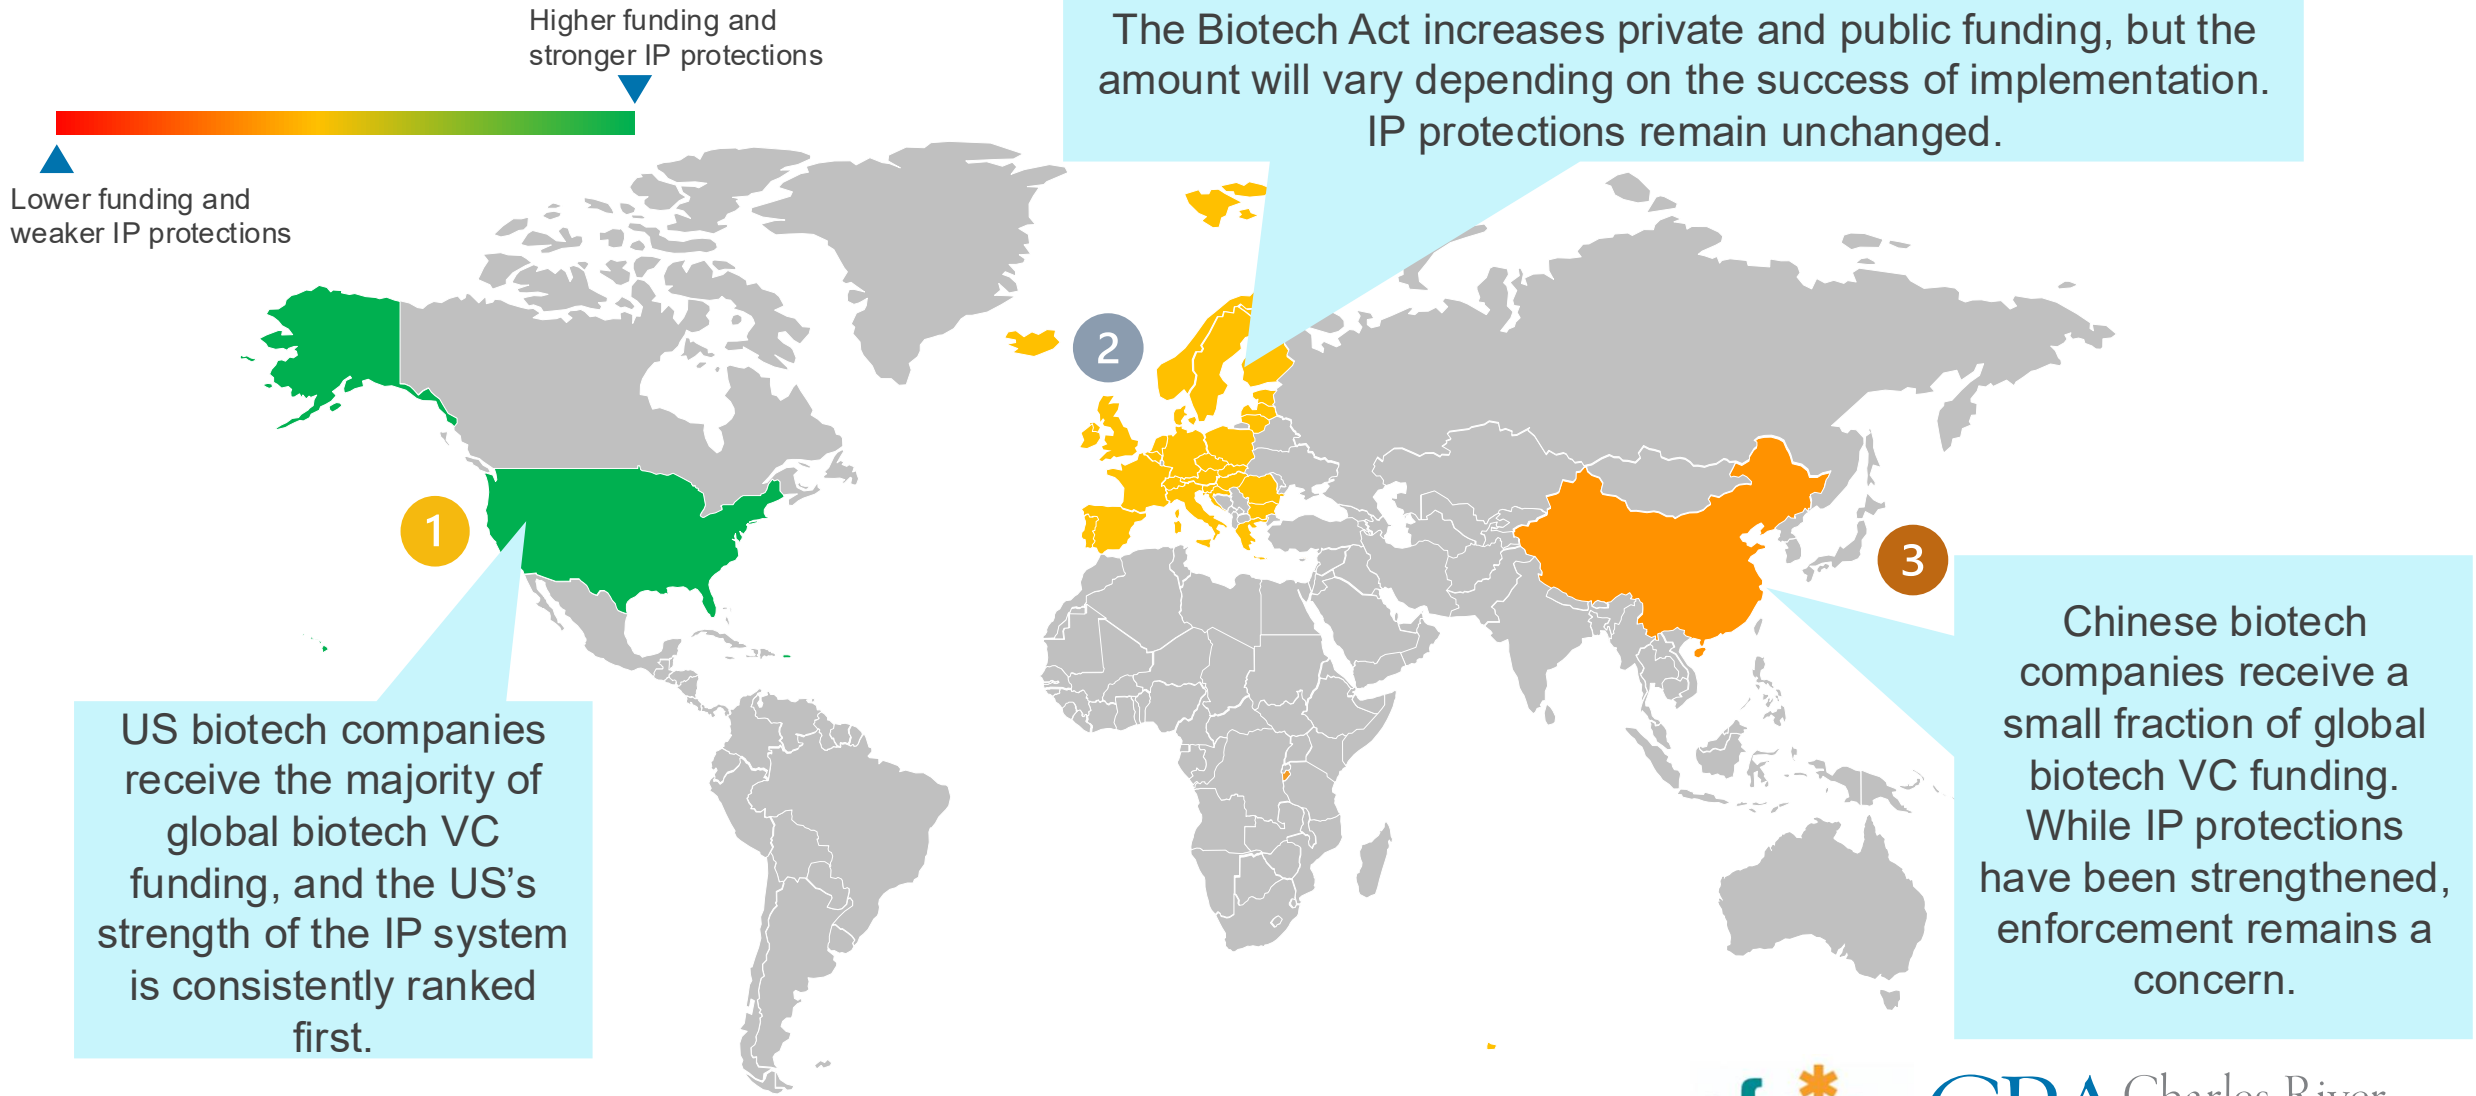 Higher funding and
stronger IP protections
Lower funding and
weaker IP protections
The Biotech Act increases private and public funding, but the
amount will vary depending on the success of implementation.
IP protections remain unchanged.
2
1
3
US biotech companies
receive the majority of
global biotech VC
funding, and the US’s
strength of the IP system
is consistently ranked
first.
Chinese biotech
companies receive a
small fraction of global
biotech VC funding.
While IP protections
have been strengthened,
enforcement remains a
concern.
CRA Charles River